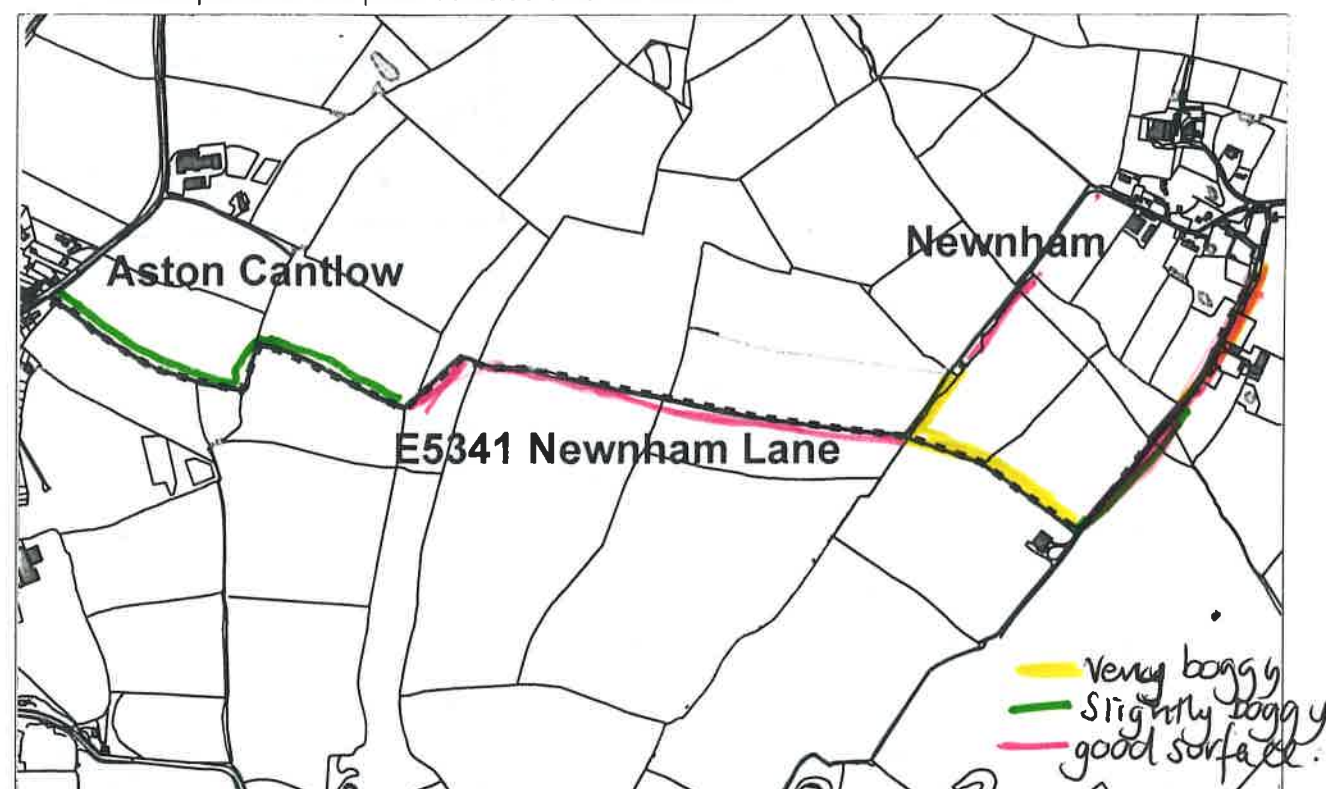 Aston Cantlow
Newnham
E5341 Newnham Lane
Very boggy
Slightly boggy
good surface.